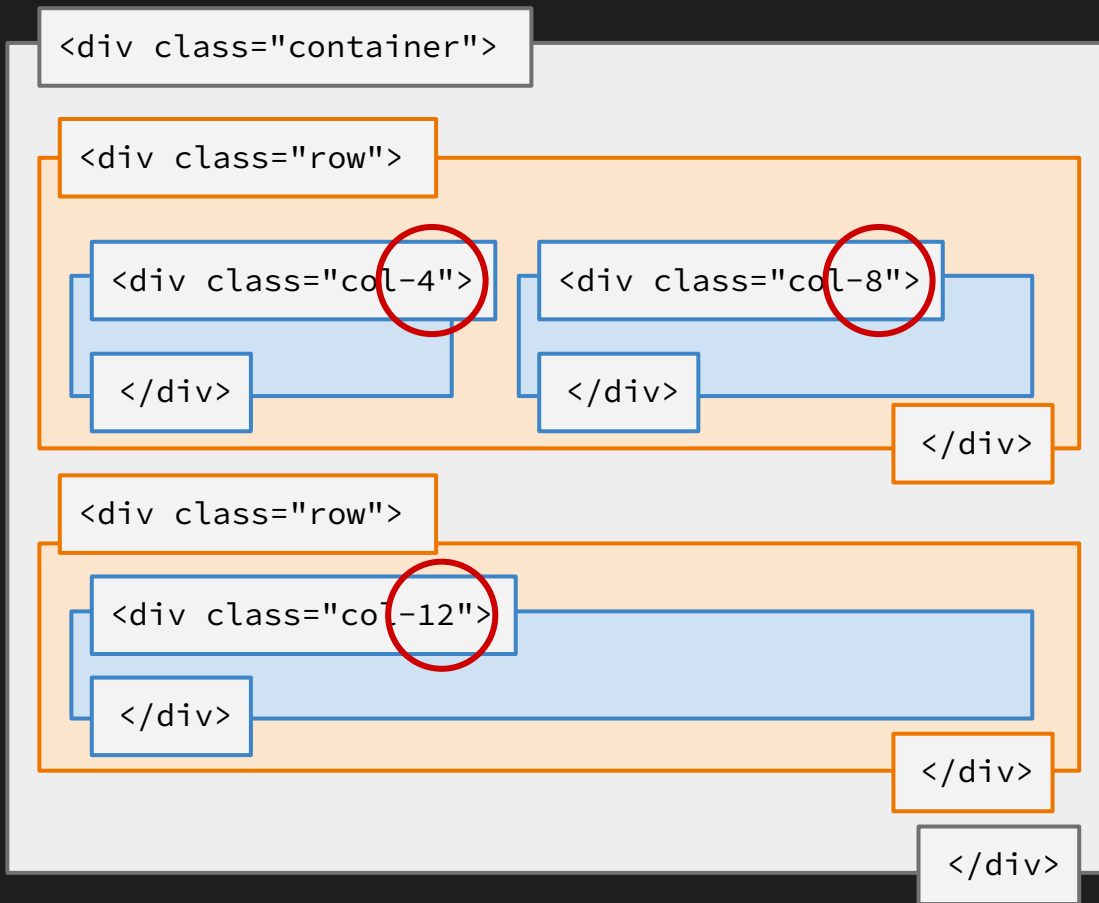 <div class="container">
<div class="row">
<div class="col-4"> <div class="col-8">
</div> </div>
</div>
<div class="row">
<div class="col-12">
</div>
</div>
</div>